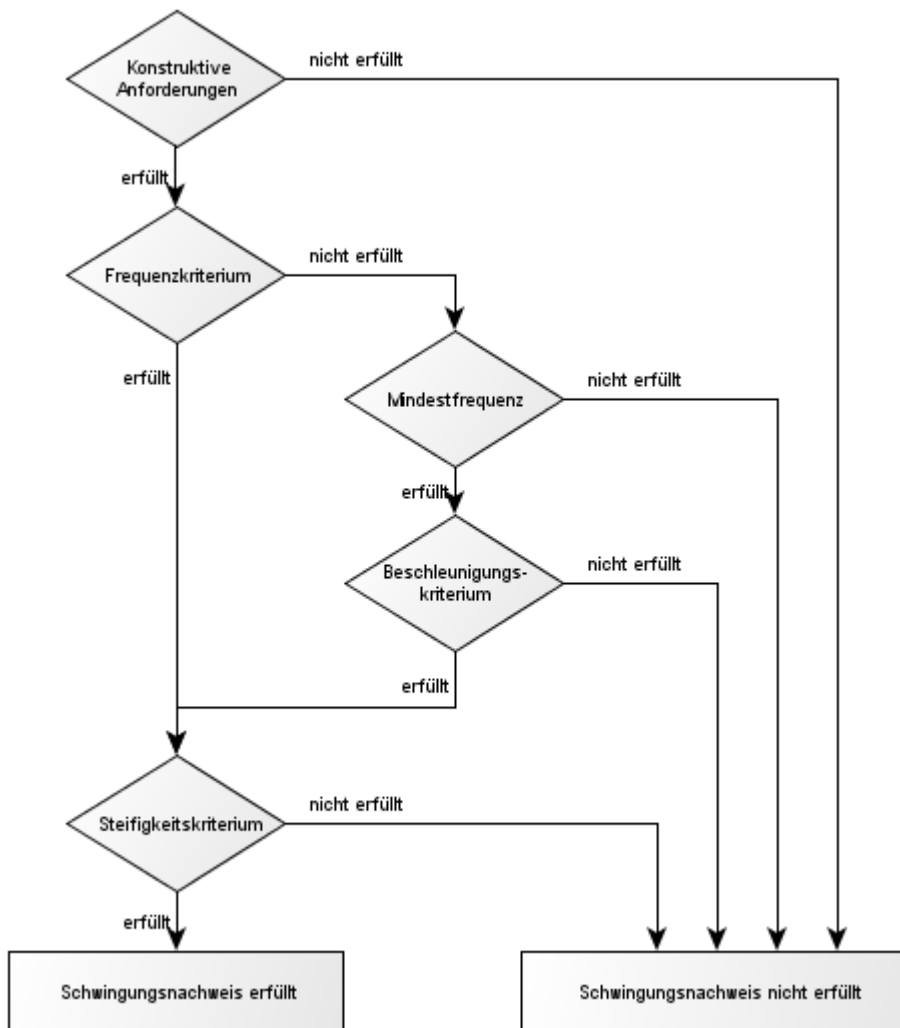 Konstruktive
Anforderungen
nicht erfüllt
erfüllt
Frequenzkriterium
nicht erfüllt
erfüllt
Mindestfrequenz
nicht erfüllt
erfüllt
Beschleunigungs-
kriterium
nicht erfüllt
erfüllt
Steifigkeitskriterium
nicht erfüllt
erfüllt
Schwingungsnachweis erfüllt
Schwingungsnachweis nicht erfüllt